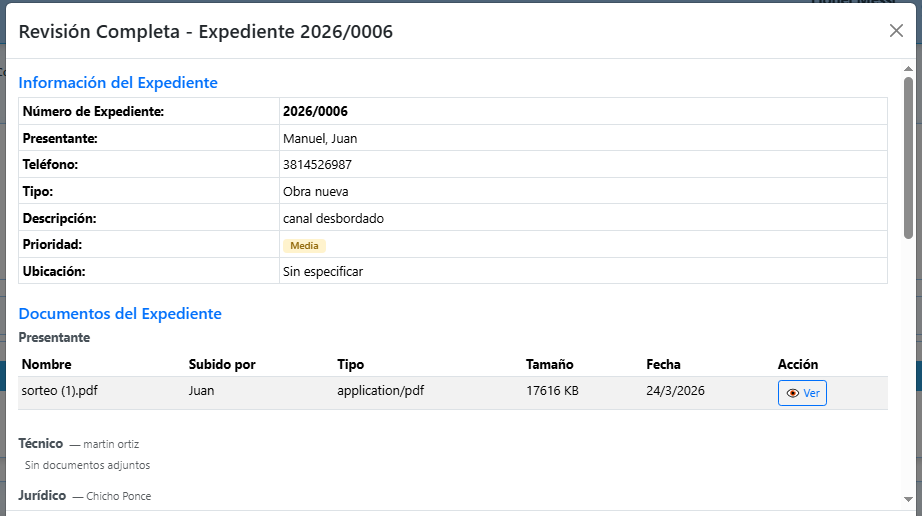 Revisión Completa - Expediente 2026/0006
Información del Expediente
Número de Expediente: 2026/0006
Presentante: Manuel, Juan
Teléfono: 3814526987
Tipo: Obra nueva
Descripción: canal desbordado
Prioridad: Media
Ubicación: Sin especificar
Documentos del Expediente
Presentante
Nombre Subido por Tipo Tamaño Fecha Acción
sorteo (1).pdf Juan application/pdf 17616 KB 24/3/2026 Ver
Técnico — martin ortiz
Sin documentos adjuntos
Jurídico — Chicho Ponce